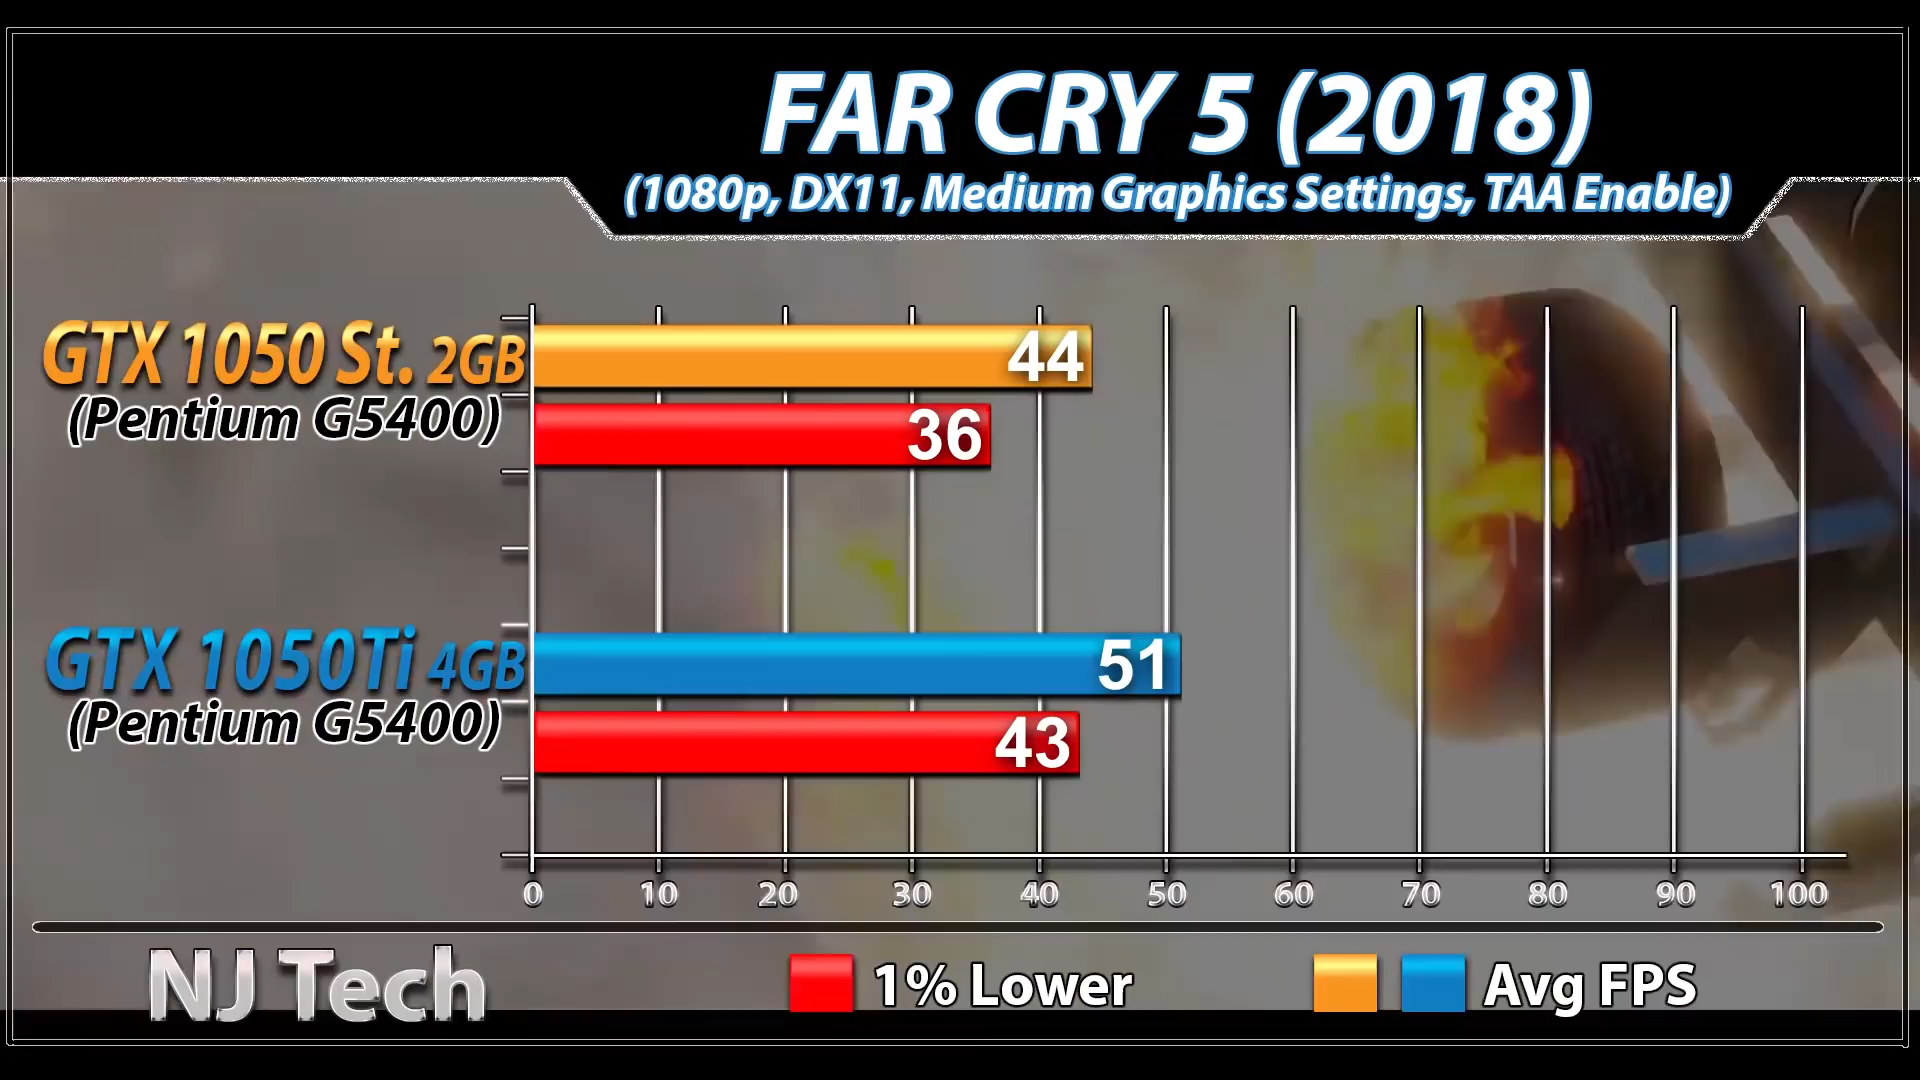 FAR CRY 5 (2018)
(1080p, DX11, Medium Graphics Settings, TAA Enable)
GTX 1050 St. 2GB
(Pentium G5400)
44
36
GTX 1050Ti 4GB
(Pentium G5400)
51
43
0 10 20 30 40 50 60 70 80 90 100
NJ Tech
1% Lower
Avg FPS